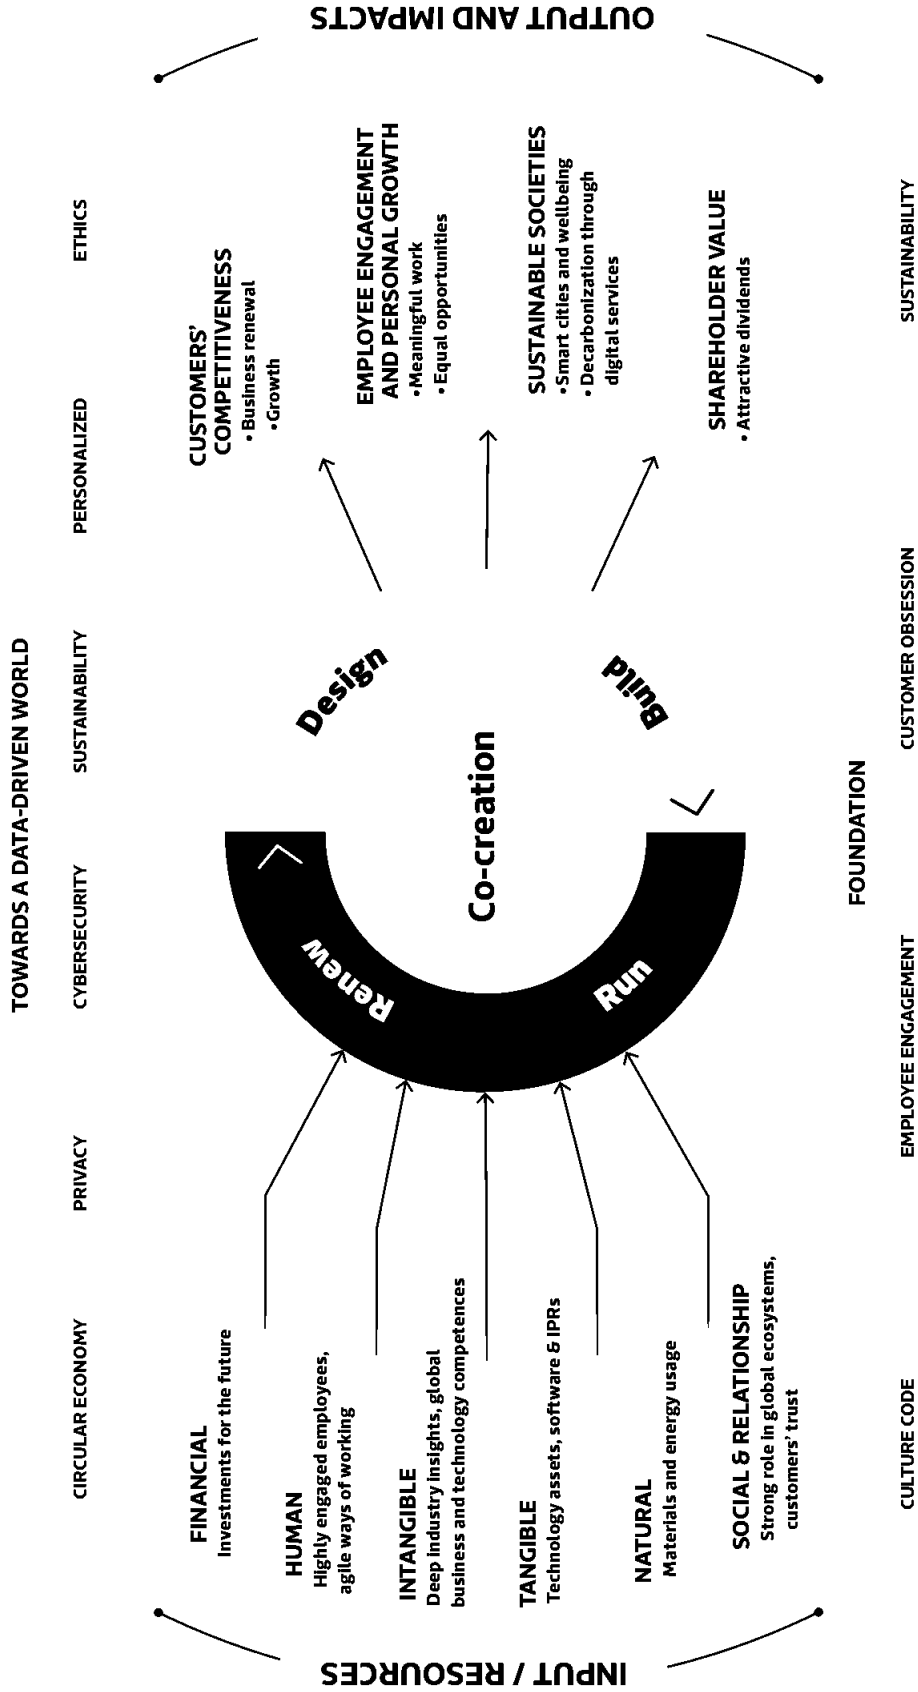 TOWARDS A DATA-DRIVEN WORLD
CIRCULAR ECONOMY
PRIVACY
CYBERSECURITY
SUSTAINABILITY
PERSONALIZED
ETHICS
INPUT / RESOURCES
FINANCIAL
Investments for the future
HUMAN
Highly engaged employees,
agile ways of working
INTANGIBLE
Deep industry insights, global
business and technology competences
TANGIBLE
Technology assets, software & IPRs
NATURAL
Materials and energy usage
SOCIAL & RELATIONSHIP
Strong role in global ecosystems,
customers' trust
Renew
Design
Co-creation
Run
Build
CUSTOMERS'
COMPETITIVENESS
• Business renewal
• Growth
EMPLOYEE ENGAGEMENT
AND PERSONAL GROWTH
• Meaningful work
• Equal opportunities
SUSTAINABLE SOCIETIES
• Smart cities and wellbeing
• Decarbonization through
digital services
SHAREHOLDER VALUE
• Attractive dividends
OUTPUT AND IMPACTS
FOUNDATION
CULTURE CODE
EMPLOYEE ENGAGEMENT
CUSTOMER OBSESSION
SUSTAINABILITY